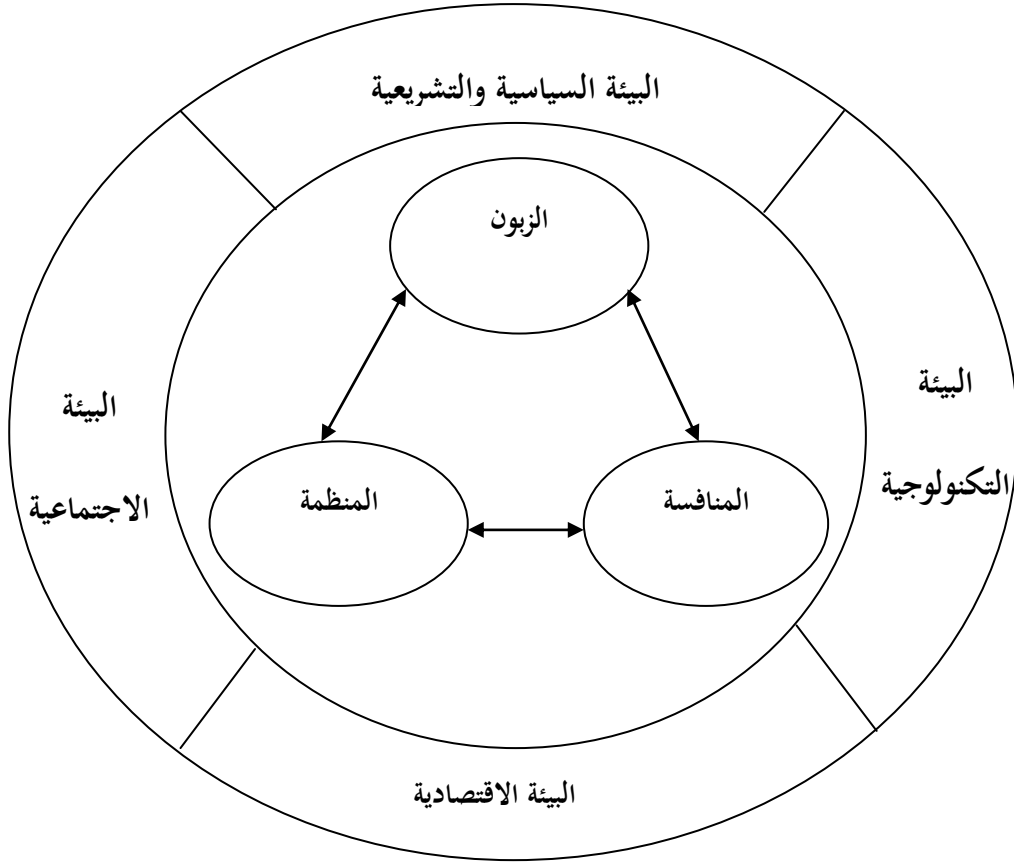 البيئة السياسية والتشريعية
الزبون
البيئة
التكنولوجية
البيئة
الاجتماعية
المنافسة
المنظمة
البيئة الاقتصادية